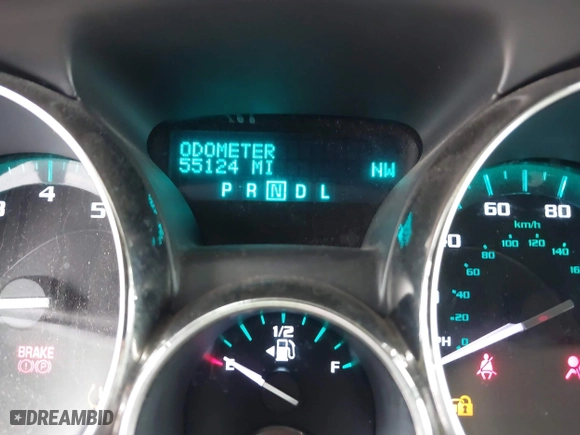 ODOMETER
55124 MI NW
P R N D L
3 4 5
60 80
km/h
80 100 120 140
60
40
20
0
1/2
E F
BRAKE
DREAMBID